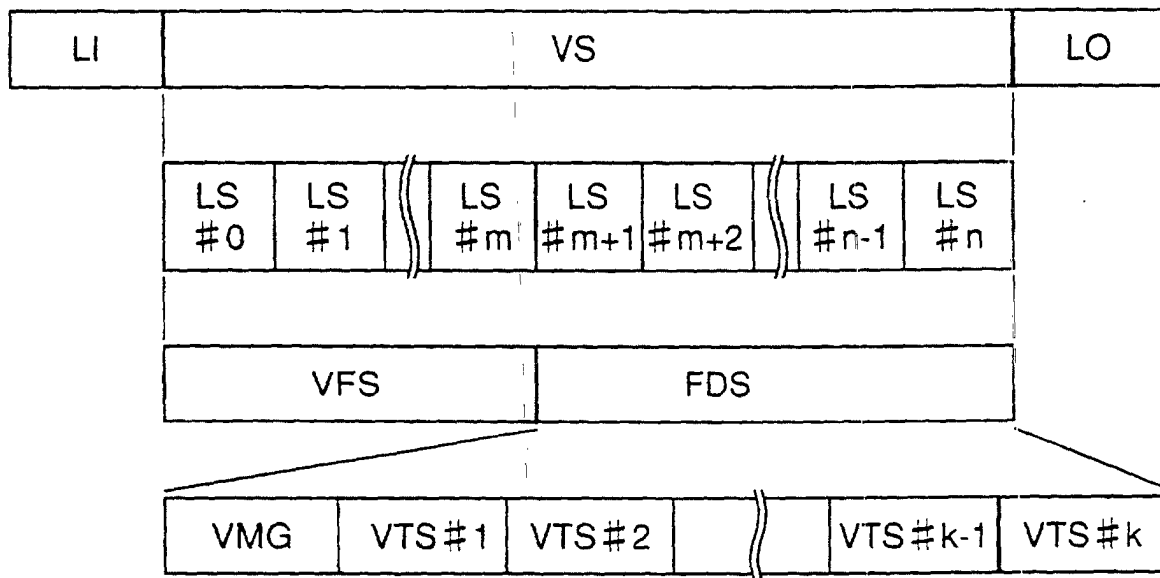 LI VS LO
LS #0 LS #1 LS #m LS #m+1 LS #m+2 LS #n-1 LS #n
VFS FDS
VMG VTS#1 VTS#2 VTS#k-1 VTS#k